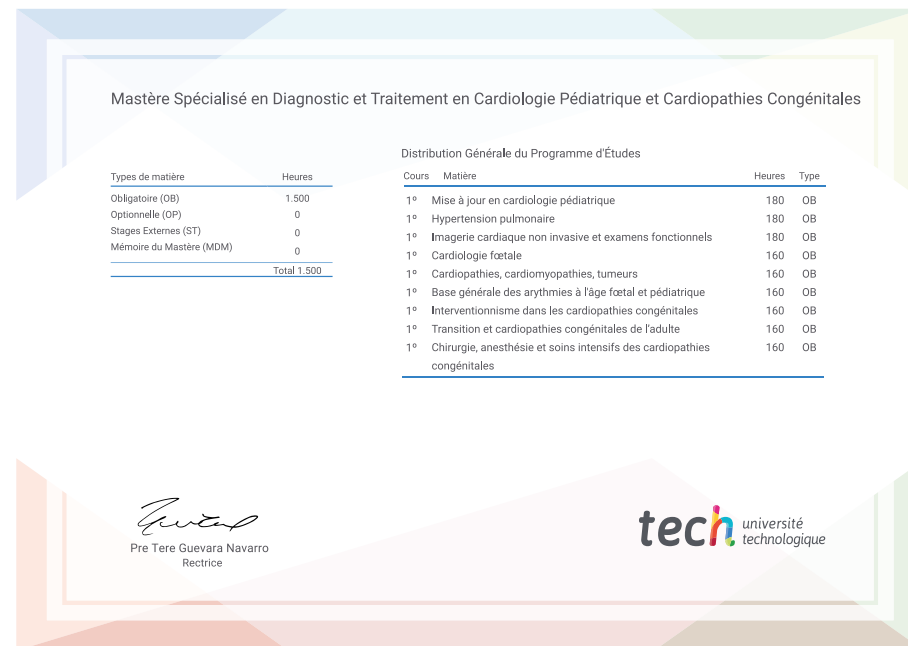 Mastère Spécialisé en Diagnostic et Traitement en Cardiologie Pédiatrique et Cardiopathies Congénitales
Types de matière Heures
Obligatoire (OB) 1.500
Optionnelle (OP) 0
Stages Externes (ST) 0
Mémoire du Mastère (MDM) 0
Total 1.500
Distribution Générale du Programme d'Études
Cours Matière Heures Type
1º Mise à jour en cardiologie pédiatrique 180 OB
1º Hypertension pulmonaire 180 OB
1º Imagerie cardiaque non invasive et examens fonctionnels 180 OB
1º Cardiologie fœtale 160 OB
1º Cardiopathies, cardiomyopathies, tumeurs 160 OB
1º Base générale des arythmies à l'âge fœtal et pédiatrique 160 OB
1º Interventionnisme dans les cardiopathies congénitales 160 OB
1º Transition et cardiopathies congénitales de l'adulte 160 OB
1º Chirurgie, anesthésie et soins intensifs des cardiopathies 160 OB
congénitales
Pre Tere Guevara Navarro
Rectrice
tech université
technologique